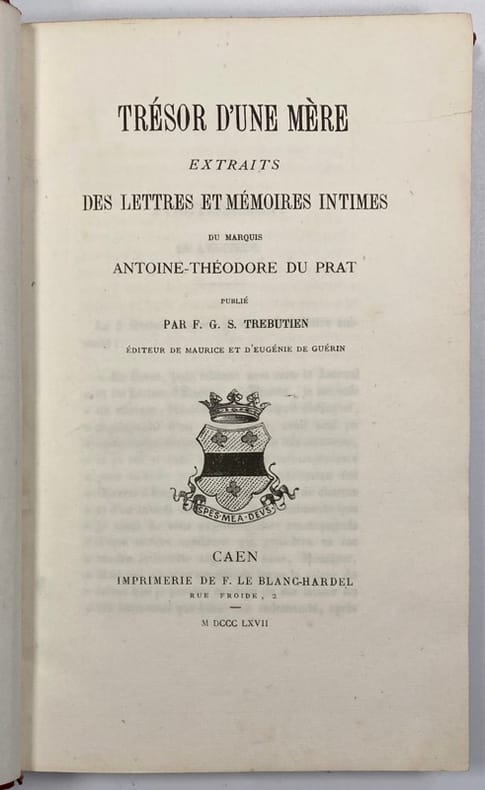 TRÉSOR D'UNE MÈRE
EXTRAITS
DES LETTRES ET MÉMOIRES INTIMES
DU MARQUIS
ANTOINE-THÉODORE DU PRAT
PUBLIÉ
PAR F. G. S. TREBUTIEN
ÉDITEUR DE MAURICE ET D'EUGÉNIE DE GUÉRIN
SPES·MEA·DEVS·
CAEN
IMPRIMERIE DE F. LE BLANC-HARDEL
RUE FROIDE, 2
M DCCC LXVII